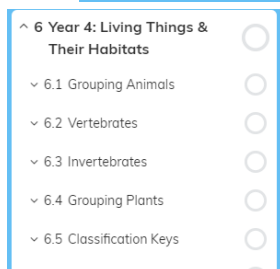 6 Year 4: Living Things &
Their Habitats
6.1 Grouping Animals
6.2 Vertebrates
6.3 Invertebrates
6.4 Grouping Plants
6.5 Classification Keys